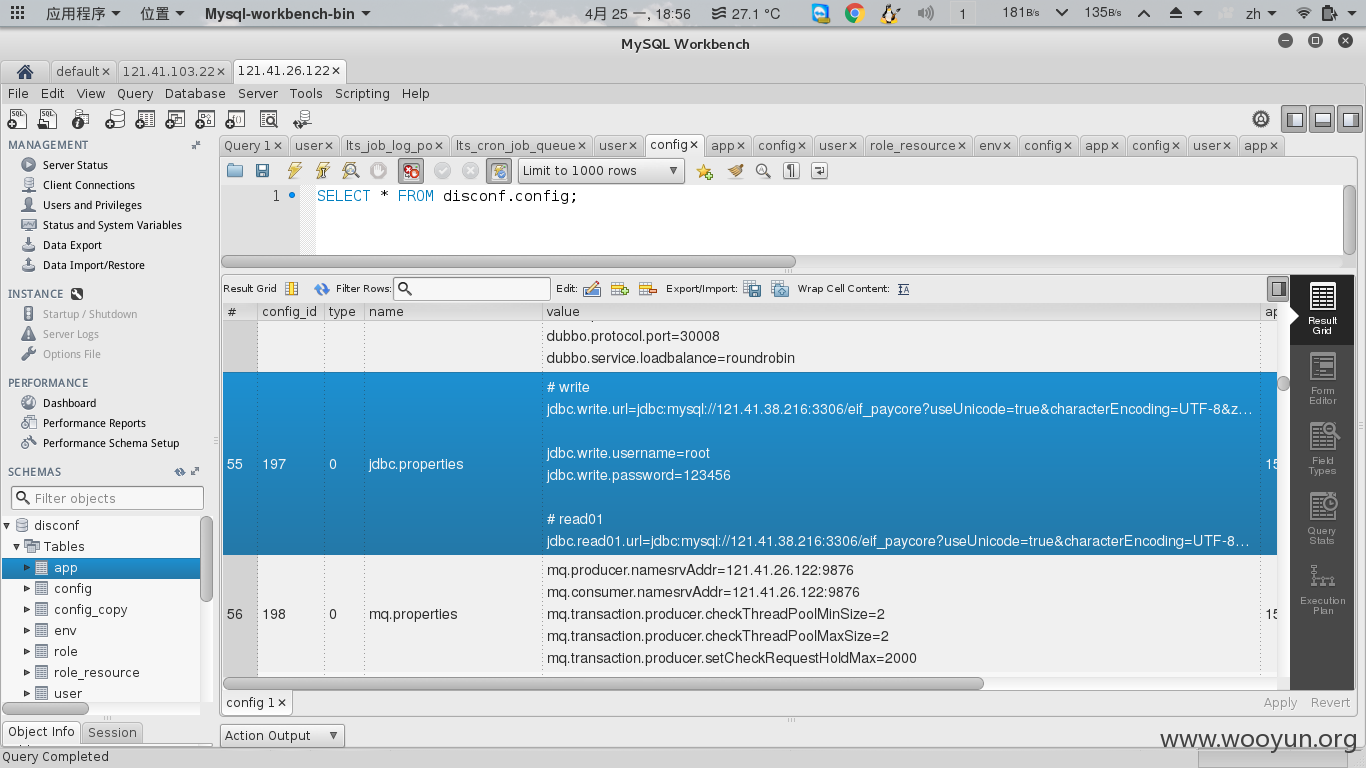 应用程序 位置 Mysql-workbench-bin 4月 25 一, 18:56 27.1 °C 1 181B/s 135B/s zh
MySQL Workbench
default 121.41.103.22 121.41.26.122
File Edit View Query Database Server Tools Scripting Help
MANAGEMENT
Server Status
Client Connections
Users and Privileges
Status and System Variables
Data Export
Data Import/Restore
INSTANCE
Startup / Shutdown
Server Logs
Options File
PERFORMANCE
Dashboard
Performance Reports
Performance Schema Setup
SCHEMAS
Filter objects
disconf
Tables
app
config
config_copy
env
role
role_resource
user
Object Info Session
Query Completed
Query 1 user lts_job_log_po lts_cron_job_queue user config app config user role_resource env config app config user app
Limit to 1000 rows
1 SELECT * FROM disconf.config;
Result Grid Filter Rows: Edit: Export/Import: Wrap Cell Content:
# config_id type name value ap
dubbo.protocol.port=30008
dubbo.service.loadbalance=roundrobin
# write
jdbc.write.url=jdbc:mysql://121.41.38.216:3306/eif_paycore?useUnicode=true&characterEncoding=UTF-8&z...
jdbc.write.username=root
55 197 0 jdbc.properties 15
jdbc.write.password=123456
# read01
jdbc.read01.url=jdbc:mysql://121.41.38.216:3306/eif_paycore?useUnicode=true&characterEncoding=UTF-8...
mq.producer.namesrvAddr=121.41.26.122:9876
mq.consumer.namesrvAddr=121.41.26.122:9876
56 198 0 mq.properties mq.transaction.producer.checkThreadPoolMinSize=2 15
mq.transaction.producer.checkThreadPoolMaxSize=2
mq.transaction.producer.setCheckRequestHoldMax=2000
Result
Grid
Form
Editor
Field
Types
Query
Stats
Execution
Plan
config 1 Apply Revert
Action Output
www.wooyun.org